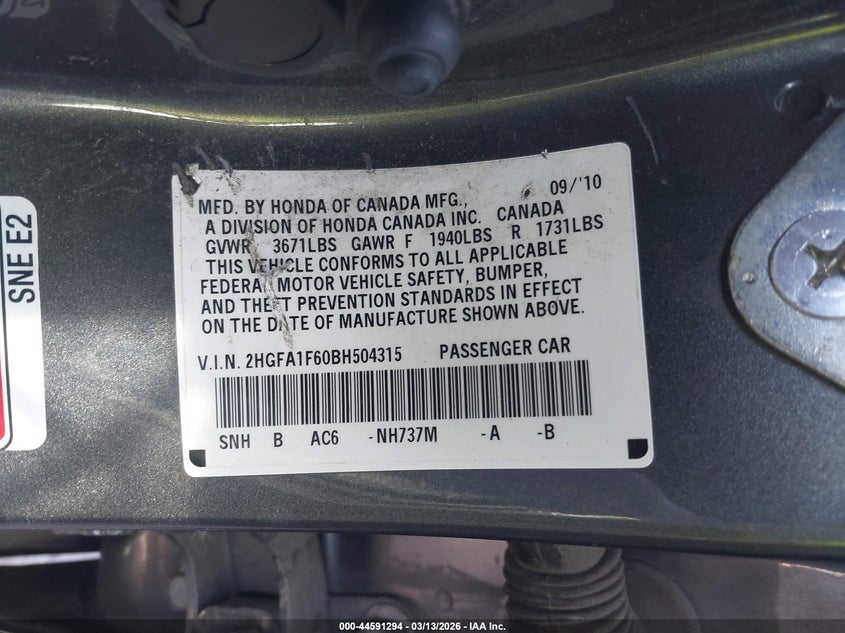 SNE E2
09/'10
MFD. BY HONDA OF CANADA MFG.,
A DIVISION OF HONDA CANADA INC. CANADA
GVWR 3671LBS GAWR F 1940LBS R 1731LBS
THIS VEHICLE CONFORMS TO ALL APPLICABLE
FEDERAL MOTOR VEHICLE SAFETY, BUMPER,
AND THEFT PREVENTION STANDARDS IN EFFECT
ON THE DATE OF MANUFACTURE SHOWN ABOVE.
V.I.N. 2HGFA1F60BH504315 PASSENGER CAR
SNH B AC6 -NH737M -A -B
000-44591294 | 03/13/2026 | IAA Inc.